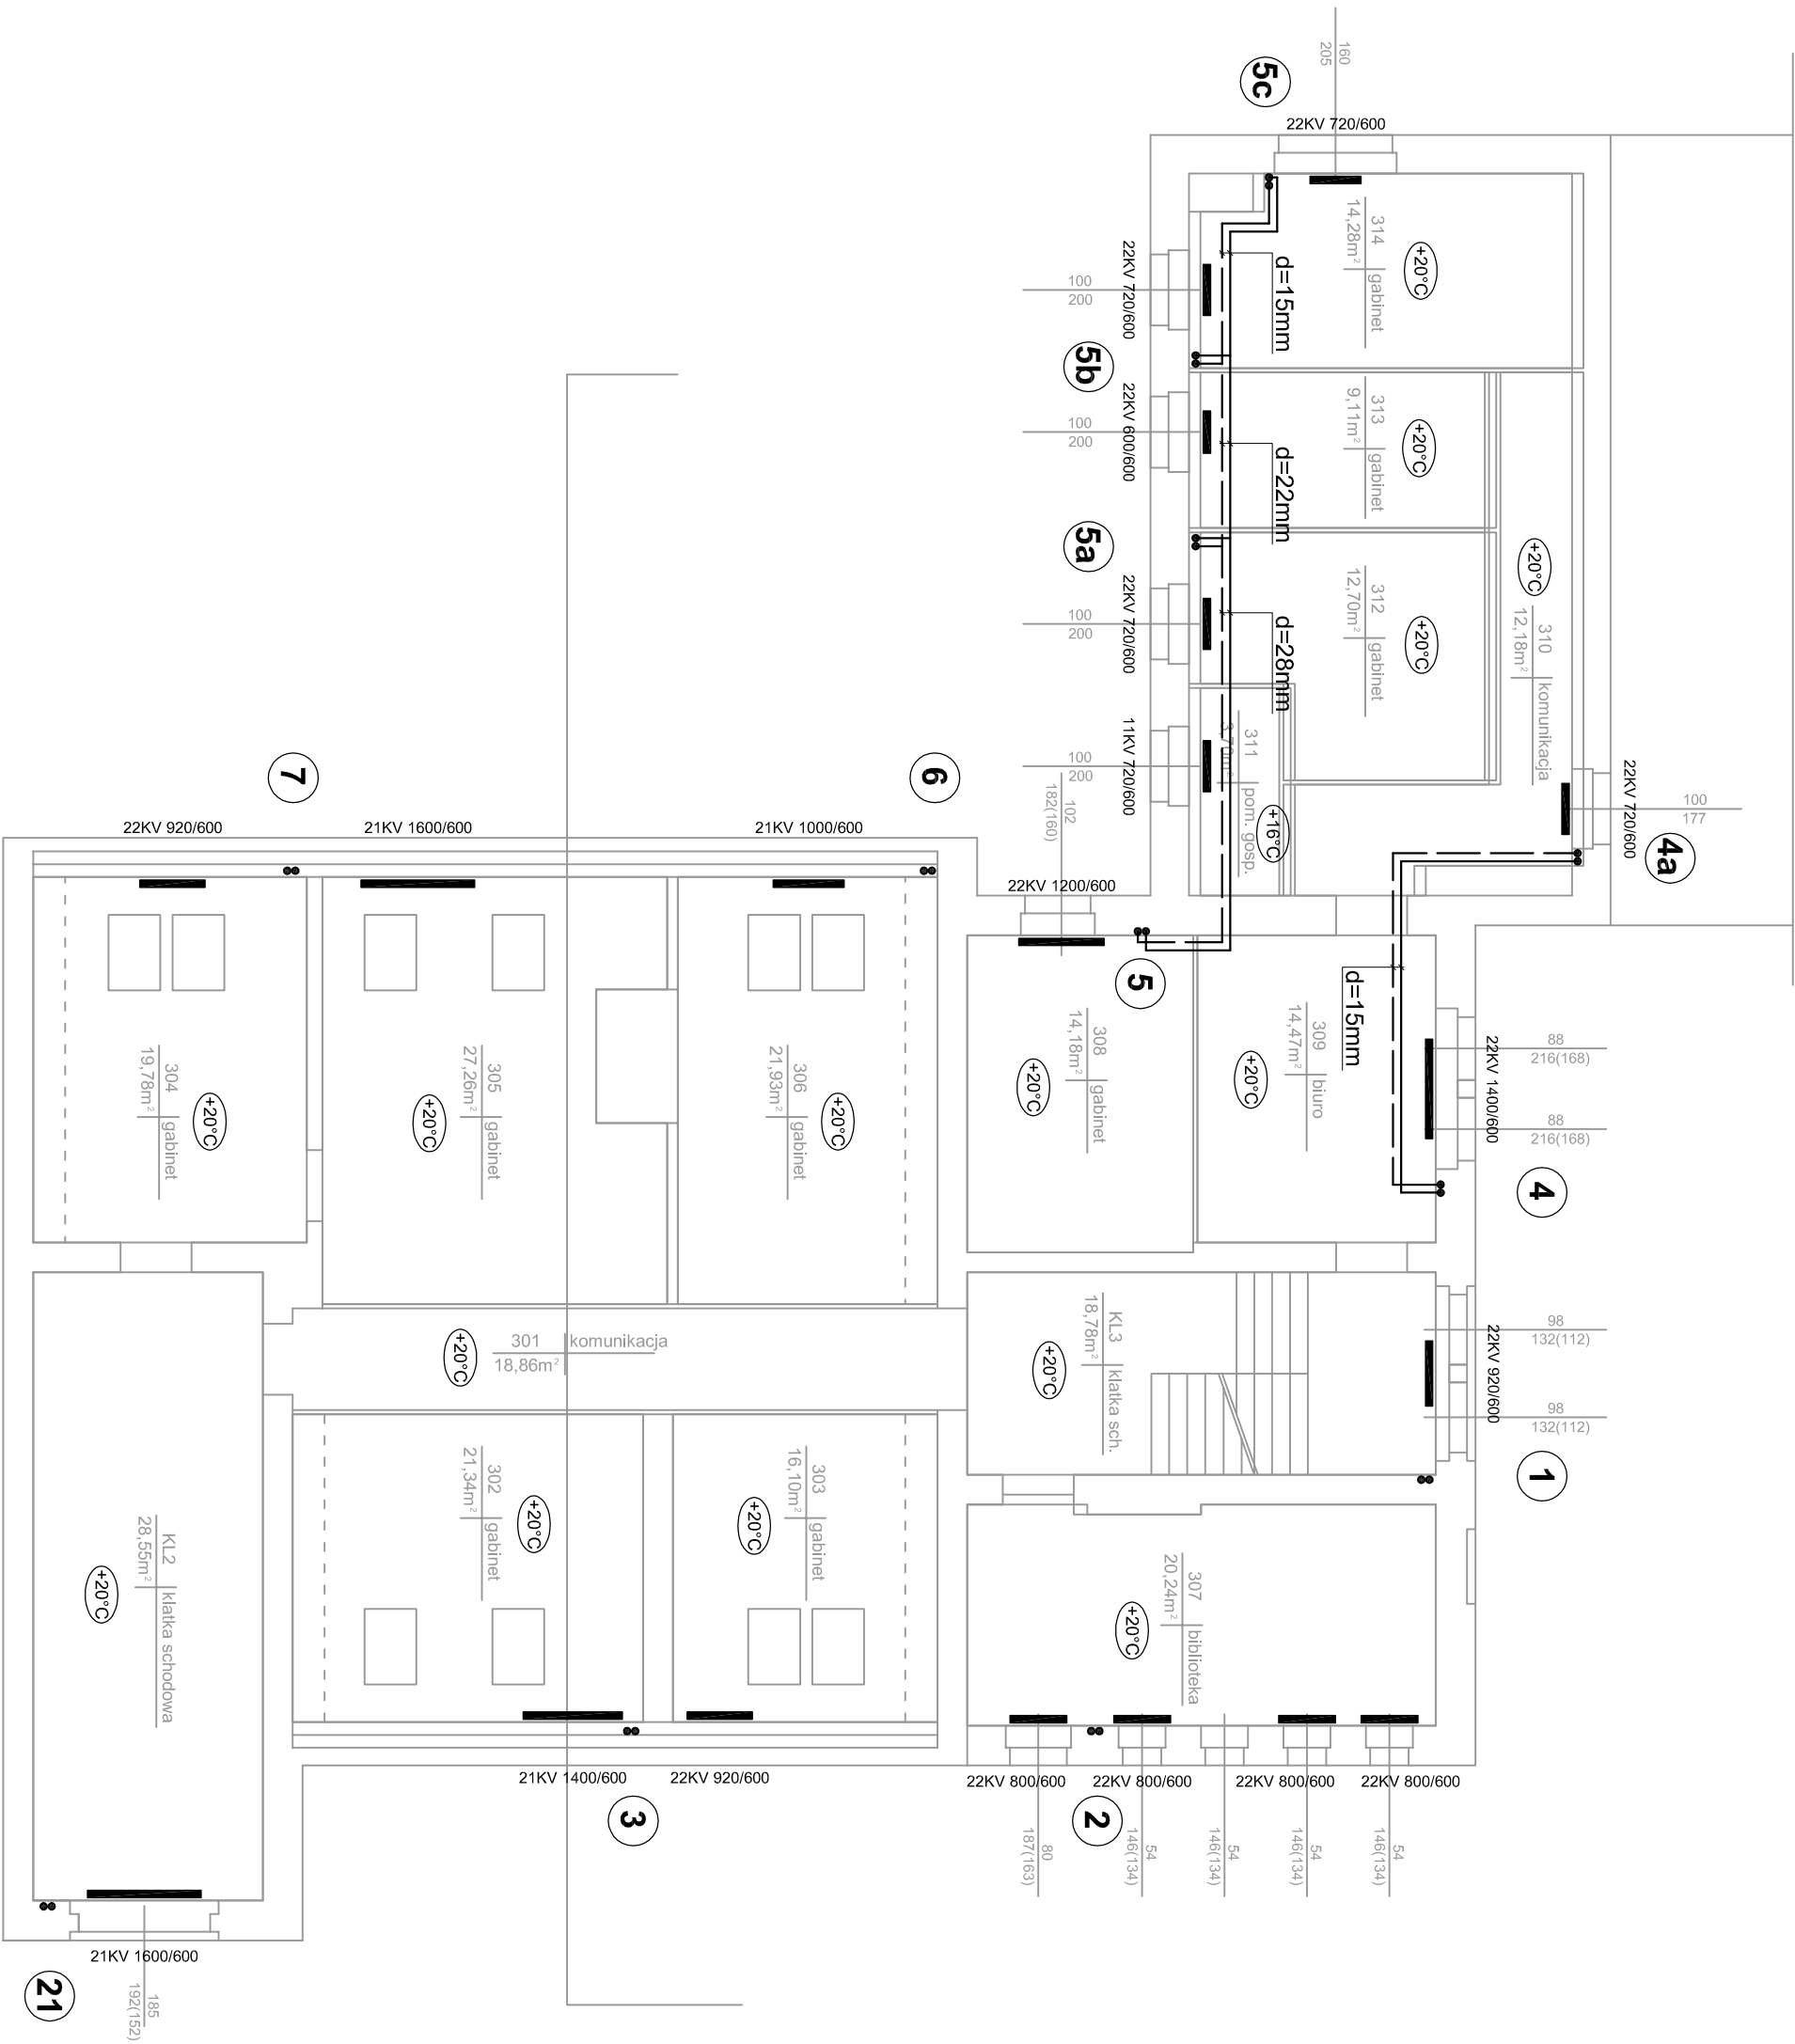 160
205
5c
22KV 720/600
314
14,28m² gabinet
+20°C
d=15mm
22KV 720/600
100
200
5b
313
9,11m² gabinet
+20°C
d=22mm
22KV 600/600
100
200
5a
312
12,70m² gabinet
+20°C
d=28mm
22KV 720/600
100
200
+20°C
310
12,18m² komunikacja
311
3,70m² pom. gosp.
+16°C
11KV 720/600
100
200
22KV 720/600
100
177
4a
102
182(160)
22KV 1200/600
5
7
6
22KV 920/600
21KV 1600/600
21KV 1000/600
304
19,78m² gabinet
+20°C
305
27,26m² gabinet
+20°C
306
21,93m² gabinet
+20°C
308
14,18m² gabinet
+20°C
309
14,47m² biuro
+20°C
d=15mm
22KV 1400/600
88
216(168)
88
216(168)
4
301 komunikacja
18,86m²
+20°C
KL3
18,78m² klatka sch.
+20°C
22KV 920/600
98
132(112)
98
132(112)
1
KL2
28,55m² klatka schodowa
+20°C
302
21,34m² gabinet
+20°C
303
16,10m² gabinet
+20°C
307
20,24m² biblioteka
+20°C
21KV 1400/600
22KV 920/600
3
22KV 800/600
22KV 800/600
22KV 800/600
22KV 800/600
2
80
187(163)
54
146(134)
54
146(134)
54
146(134)
54
146(134)
21KV 1600/600
185
192(152)
21